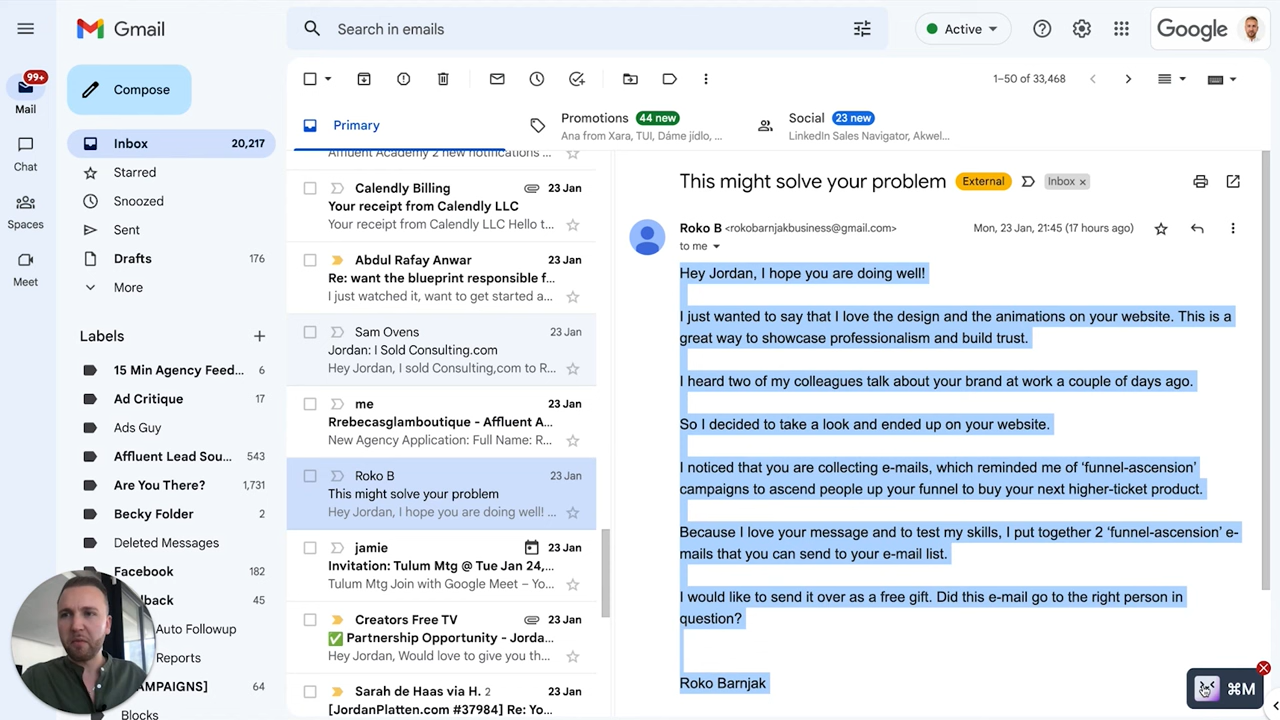 Gmail
Search in emails
Active
Google
99+
Mail
Chat
Spaces
Meet
Compose
Inbox 20,217
Starred
Snoozed
Sent
Drafts 176
More
Labels
15 Min Agency Feed... 6
Ad Critique 17
Ads Guy
Affluent Lead Sou... 543
Are You There? 1,731
Becky Folder 2
Deleted Messages
Facebook 182
45
Auto Followup
Reports
64
Blocks
1–50 of 33,468
Primary
Promotions 44 new
Ana from Xara, TUI, Dáme jídlo, ...
Social 23 new
LinkedIn Sales Navigator, Akwel...
Affluent Academy 2 new notifications ...
Calendly Billing 23 Jan
Your receipt from Calendly LLC
Your receipt from Calendly LLC Hello t...
Abdul Rafay Anwar 23 Jan
Re: want the blueprint responsible f...
I just watched it, want to get started a...
Sam Ovens 23 Jan
Jordan: I Sold Consulting.com
Hey Jordan, I sold Consulting,com to R...
me 23 Jan
Rrebecasglamboutique - Affluent A...
New Agency Application: Full Name: R...
Roko B 23 Jan
This might solve your problem
Hey Jordan, I hope you are doing well! ...
jamie 23 Jan
Invitation: Tulum Mtg @ Tue Jan 24,...
Tulum Mtg Join with Google Meet – Yo...
Creators Free TV 23 Jan
✅ Partnership Opportunity - Jorda...
Hey Jordan, Would love to give you th...
Sarah de Haas via H. 2 23 Jan
[JordanPlatten.com #37984] Re: Yo...
This might solve your problem External Inbox ×
Roko B <rokobarnjakbusiness@gmail.com> Mon, 23 Jan, 21:45 (17 hours ago)
to me
Hey Jordan, I hope you are doing well!
I just wanted to say that I love the design and the animations on your website. This is a
great way to showcase professionalism and build trust.
I heard two of my colleagues talk about your brand at work a couple of days ago.
So I decided to take a look and ended up on your website.
I noticed that you are collecting e-mails, which reminded me of ‘funnel-ascension’
campaigns to ascend people up your funnel to buy your next higher-ticket product.
Because I love your message and to test my skills, I put together 2 ‘funnel-ascension’ e-
mails that you can send to your e-mail list.
I would like to send it over as a free gift. Did this e-mail go to the right person in
question?
Roko Barnjak
⌘M